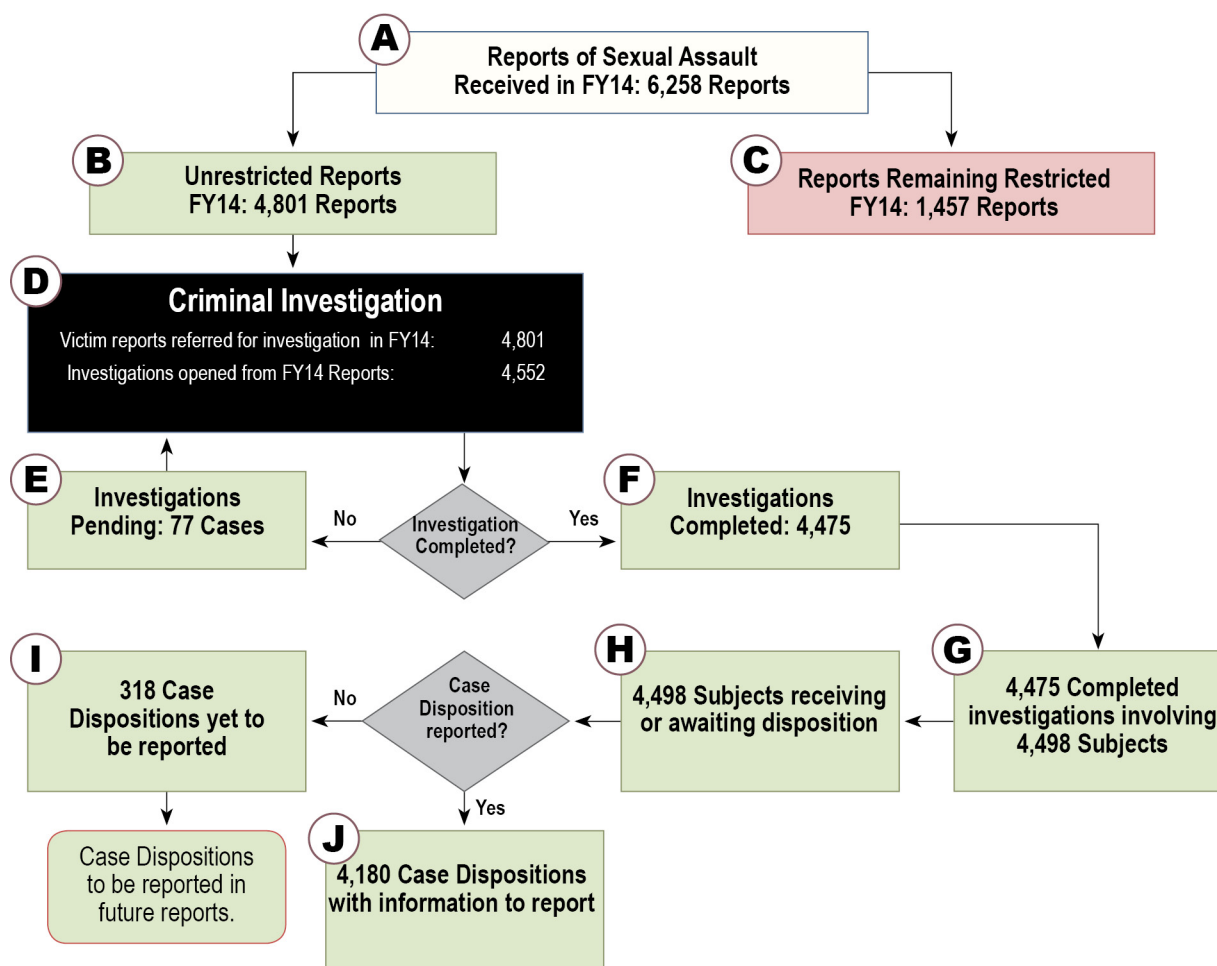 A
Reports of Sexual Assault
Received in FY14: 6,258 Reports
B
Unrestricted Reports
FY14: 4,801 Reports
C
Reports Remaining Restricted
FY14: 1,457 Reports
D
Criminal Investigation
Victim reports referred for investigation in FY14: 4,801
Investigations opened from FY14 Reports: 4,552
E
Investigations
Pending: 77 Cases
No
Investigation
Completed?
Yes
F
Investigations
Completed: 4,475
G
4,475 Completed
investigations involving
4,498 Subjects
H
4,498 Subjects receiving
or awaiting disposition
Case
Disposition
reported?
No
I
318 Case
Dispositions yet to
be reported
Case Dispositions
to be reported in
future reports.
Yes
J
4,180 Case Dispositions
with information to report